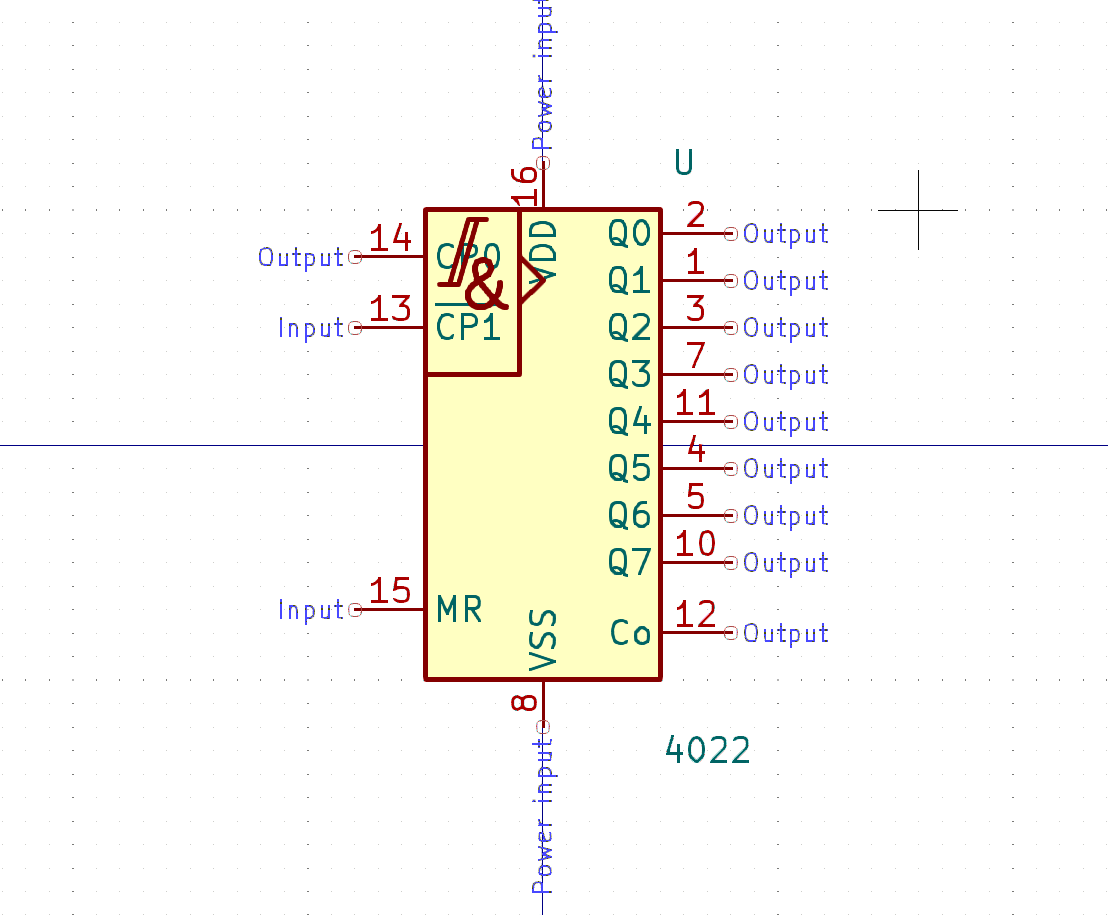 Power input
16
U
VDD
Q0
2
Output
Output
14
CP0
&
Q1
1
Output
Input
13
CP1
Q2
3
Output
Q3
7
Output
Q4
11
Output
Q5
4
Output
Q6
5
Output
Q7
10
Output
Input
15
MR
VSS
Co
12
Output
8
4022
Power input